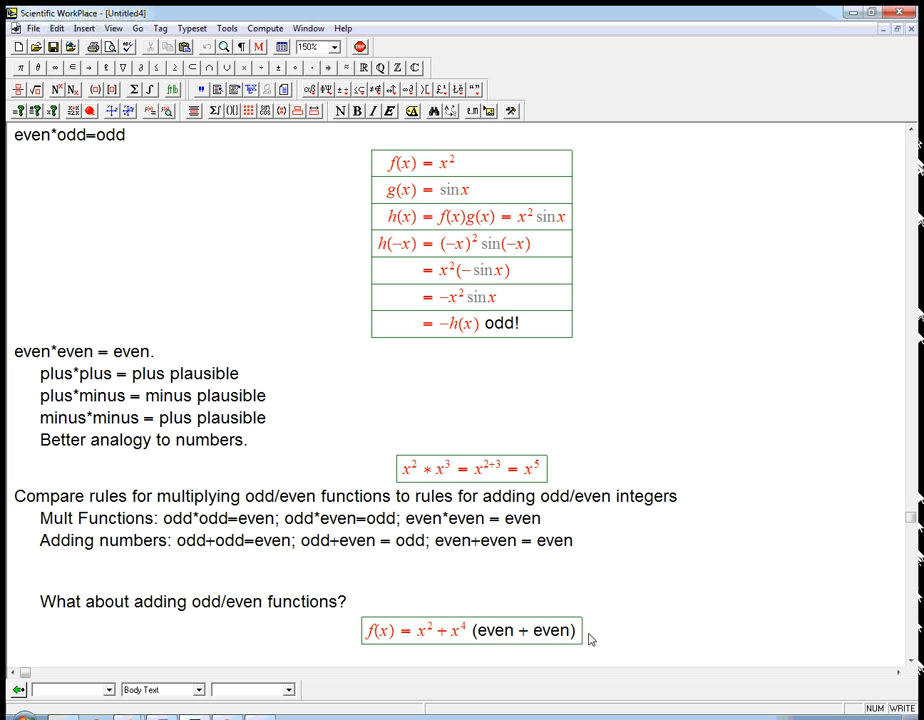 Scientific WorkPlace - [Untitled4]
File Edit Insert View Go Tag Typeset Tools Compute Window Help
150%
even*odd=odd
f(x) = x²
g(x) = sin x
h(x) = f(x)g(x) = x² sin x
h(−x) = (−x)² sin(−x)
= x²(− sin x)
= −x² sin x
= −h(x) odd!
even*even = even.
plus*plus = plus plausible
plus*minus = minus plausible
minus*minus = plus plausible
Better analogy to numbers.
x² ∗ x³ = x²⁺³ = x⁵
Compare rules for multiplying odd/even functions to rules for adding odd/even integers
Mult Functions: odd*odd=even; odd*even=odd; even*even = even
Adding numbers: odd+odd=even; odd+even = odd; even+even = even
What about adding odd/even functions?
f(x) = x² + x⁴ (even + even)
Body Text
NUM WRITE